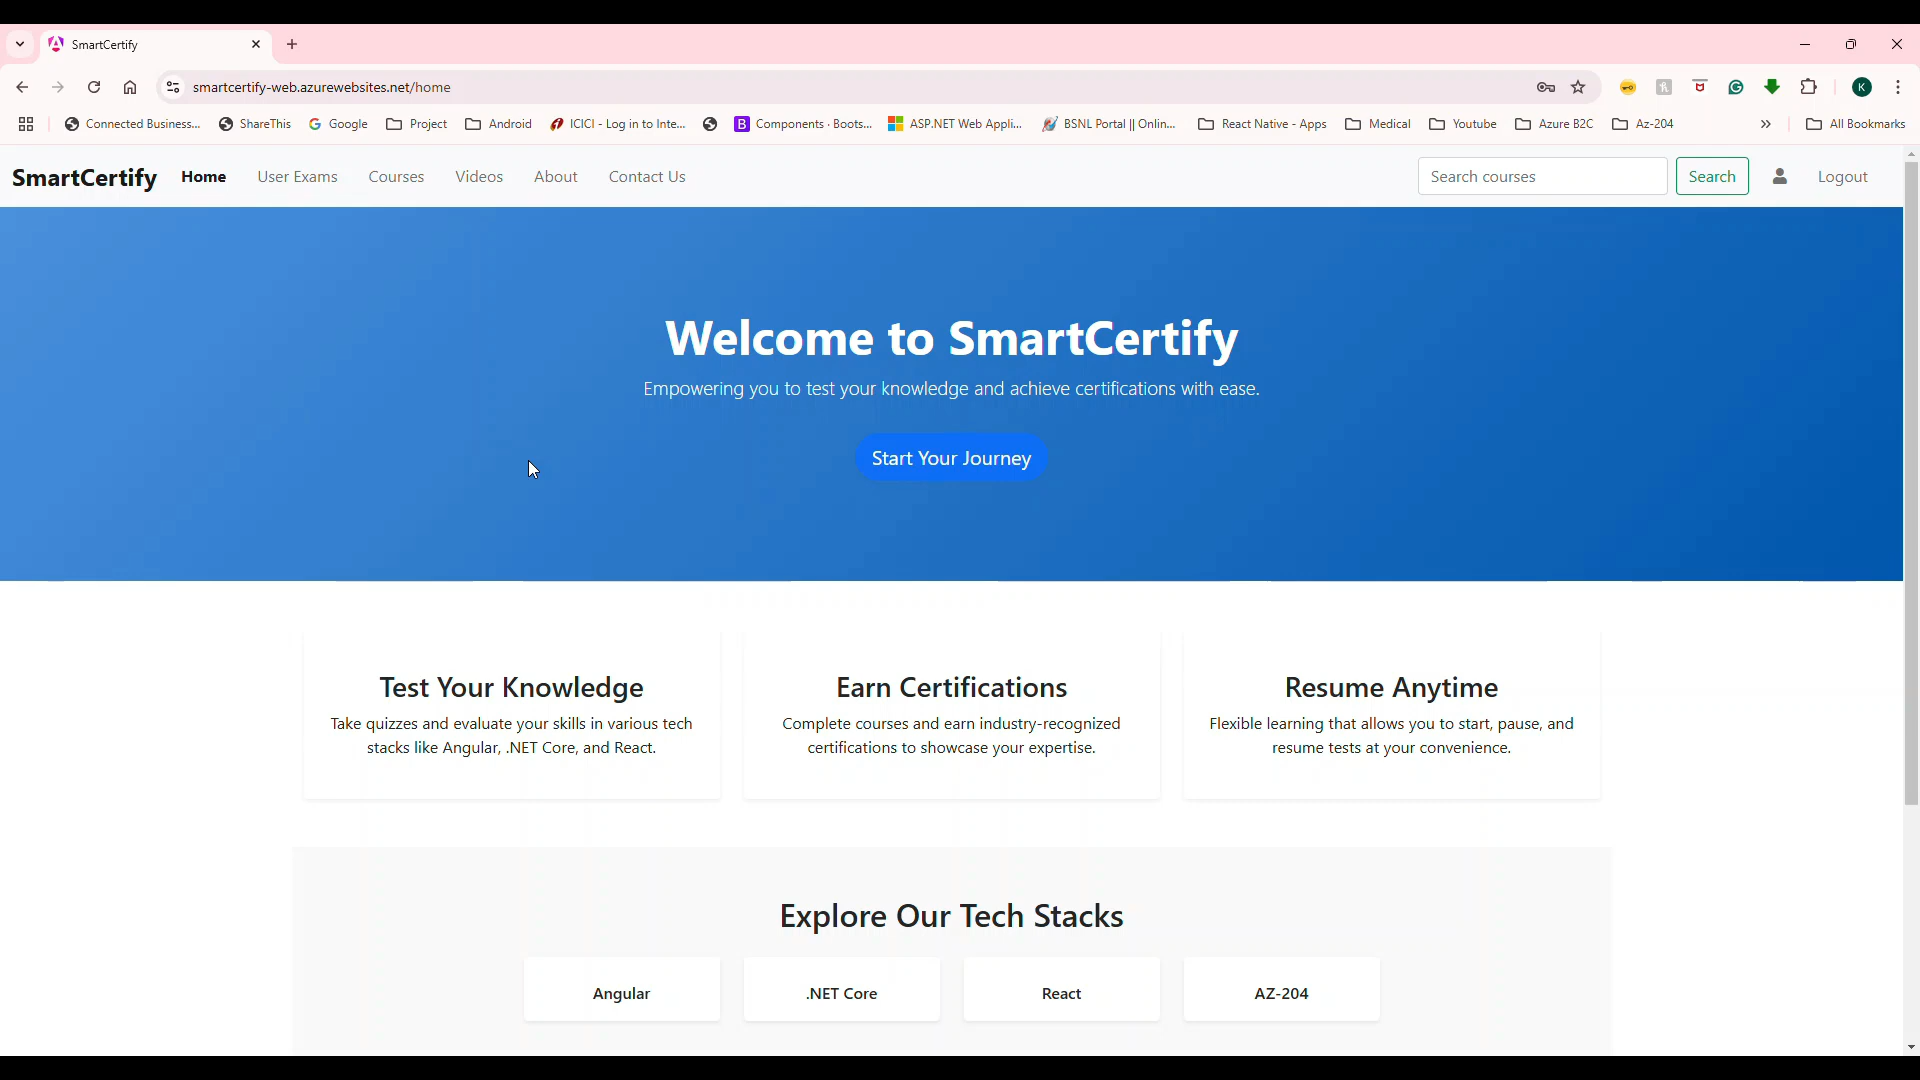 SmartCertify
smartcertify-web.azurewebsites.net/home
K
Connected Business... ShareThis Google Project Android ICICI - Log in to Inte... Components · Boots... ASP.NET Web Appli... BSNL Portal || Onlin... React Native - Apps Medical Youtube Azure B2C Az-204 » All Bookmarks
SmartCertify Home User Exams Courses Videos About Contact Us Search courses Search Logout
Welcome to SmartCertify
Empowering you to test your knowledge and achieve certifications with ease.
Start Your Journey
Test Your Knowledge
Take quizzes and evaluate your skills in various tech
stacks like Angular, .NET Core, and React.
Earn Certifications
Complete courses and earn industry-recognized
certifications to showcase your expertise.
Resume Anytime
Flexible learning that allows you to start, pause, and
resume tests at your convenience.
Explore Our Tech Stacks
Angular .NET Core React AZ-204